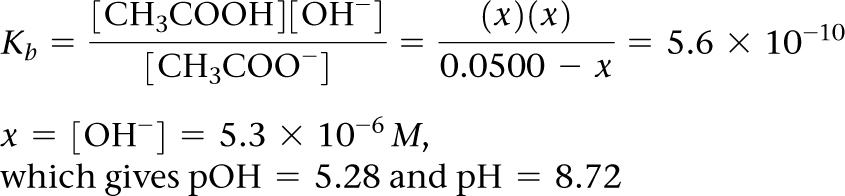 K_b = [CH₃COOH][OH⁻] / [CH₃COO⁻] = (x)(x) / 0.0500 − x = 5.6 × 10⁻¹⁰
x = [OH⁻] = 5.3 × 10⁻⁶ M,
which gives pOH = 5.28 and pH = 8.72